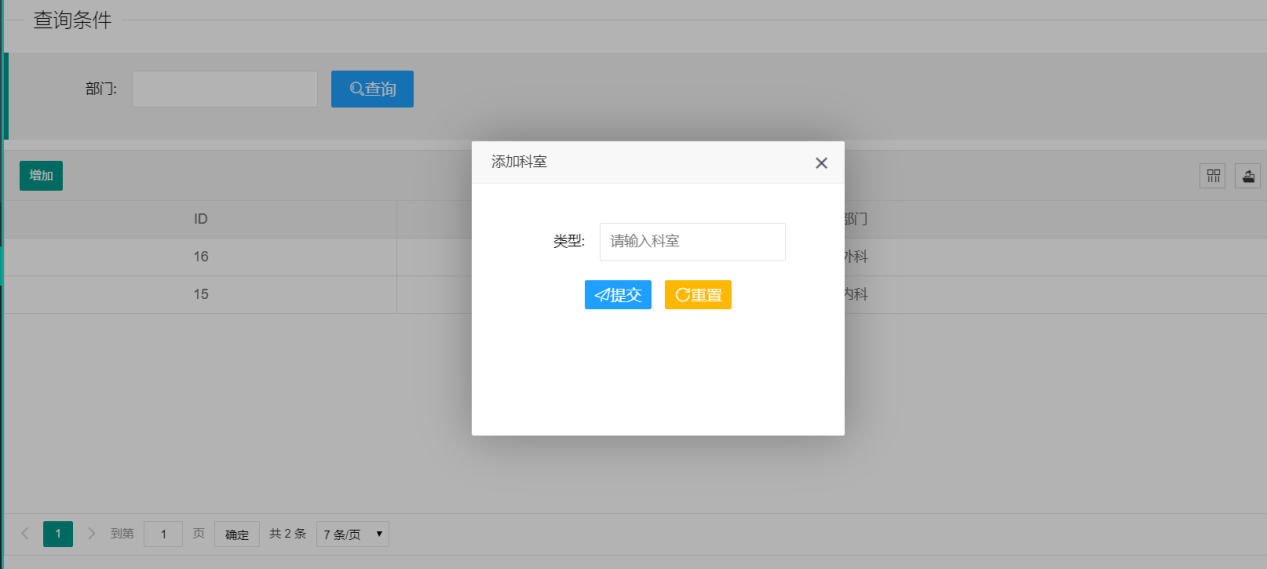 查询条件
部门: 查询
添加科室
增加
ID 部门
类型: 请输入科室
16 外科
15 内科
提交 重置
1 到第 1 页 确定 共 2 条 7 条/页